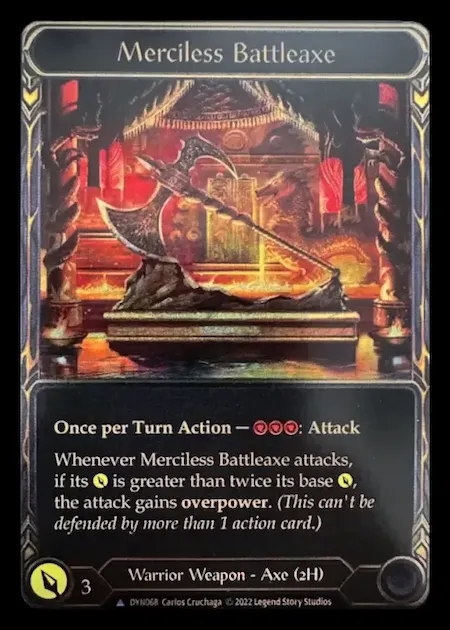 Merciless Battleaxe
Once per Turn Action — : Attack
Whenever Merciless Battleaxe attacks,
if its is greater than twice its base ,
the attack gains overpower. (This can't be
defended by more than 1 action card.)
3
Warrior Weapon - Axe (2H)
DYN068 Carlos Cruchaga © 2022 Legend Story Studios